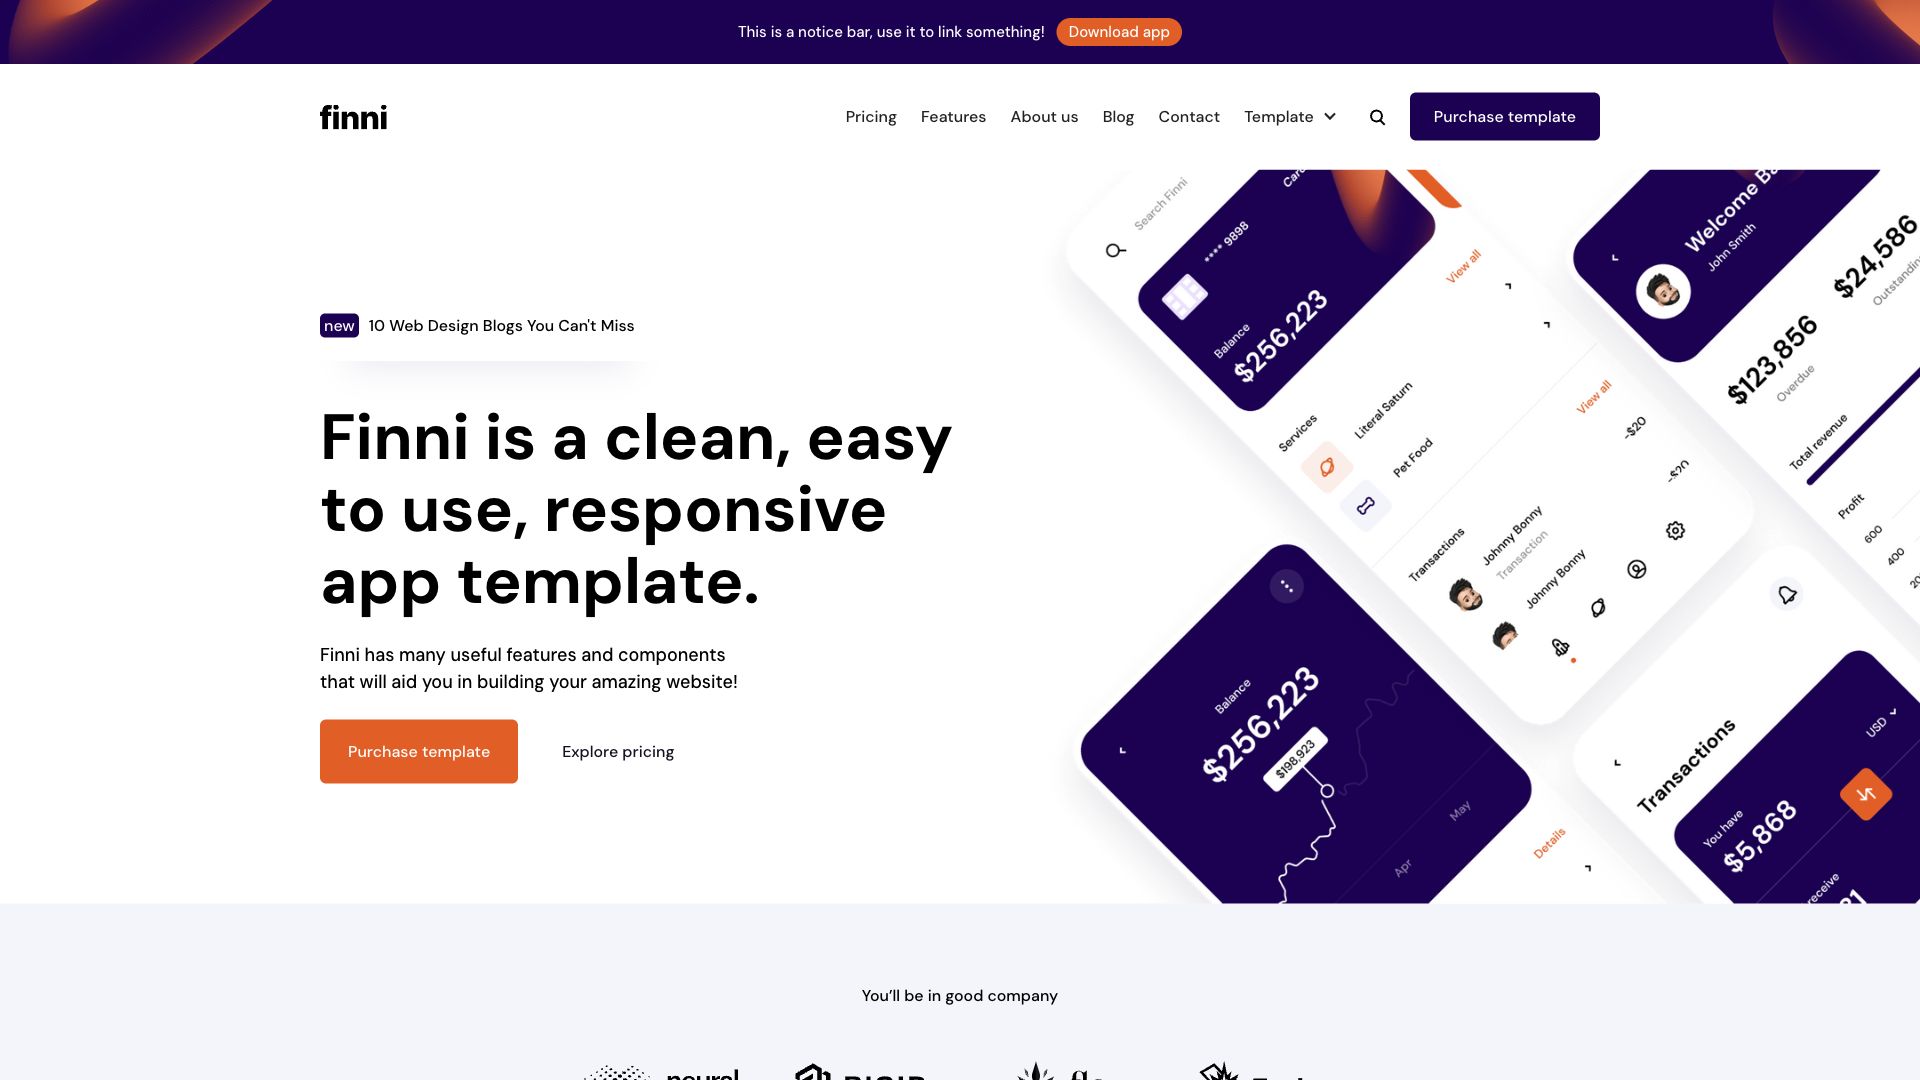 This is a notice bar, use it to link something!
Download app
finni
Pricing
Features
About us
Blog
Contact
Template
Purchase template
new 10 Web Design Blogs You Can't Miss
Finni is a clean, easy
to use, responsive
app template.
Finni has many useful features and components
that will aid you in building your amazing website!
Purchase template
Explore pricing
Search Finni
**** 9898
Balance
$256,223
View all
Services
Literal Saturn
Pet Food
View all
-$20
-$20
Transactions
Johnny Bonny
Transaction
Johnny Bonny
Welcome
John Smith
$24,586
$123,856
Overdue
Total revenue
Profit
600
400
Balance
$256,223
$198,923
May
Apr
Details
Transactions
USD
You have
$5,868
receive
You’ll be in good company
neural